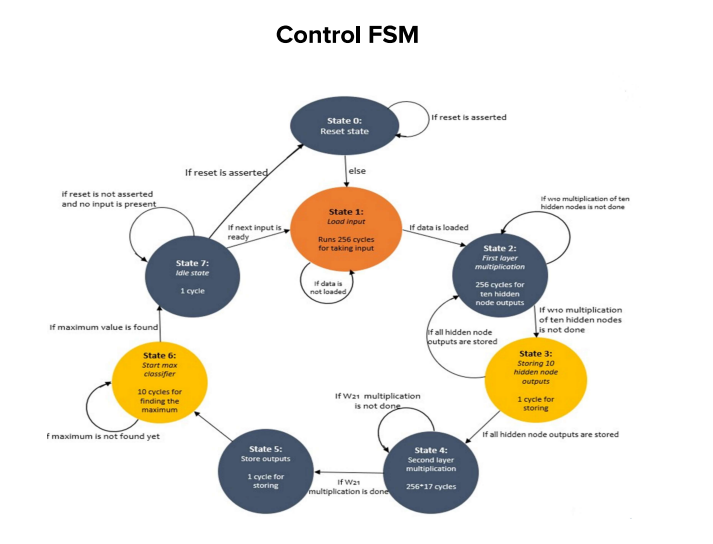 Control FSM
State 0:
Reset state
If reset is asserted
else
If reset is asserted
if reset is not asserted
and no input is present
If next input is
ready
State 1:
Load input
Runs 256 cycles
for taking input
If data is loaded
If data is
not loaded
If w10 multiplication of ten
hidden nodes is not done
State 2:
First layer
multiplication
256 cycles for
ten hidden
node outputs
State 7:
Idle state
1 cycle
If w10 multiplication
of ten hidden nodes
is not done
If all hidden node
outputs are stored
If maximum value is found
State 3:
Storing 10
hidden node
outputs
1 cycle for
storing
State 6:
Start max
classifier
10 cycles for
finding the
maximum
f maximum is not found yet
If W21 multiplication
is not done
If all hidden node outputs are stored
State 4:
Second layer
multiplication
256*17 cycles
State 5:
Store outputs
1 cycle for
storing
If W21
multiplication is done